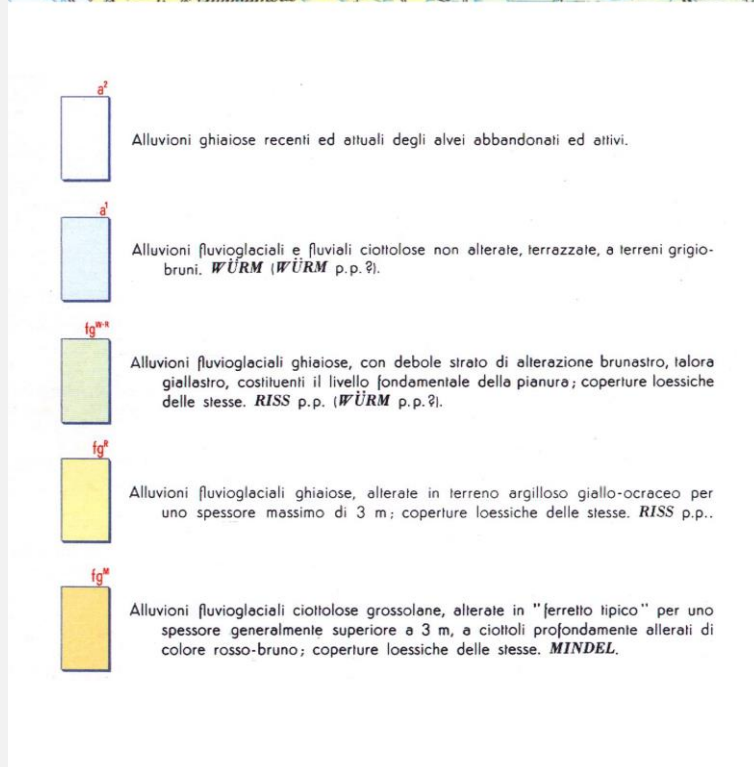 a²
Alluvioni ghiaiose recenti ed attuali degli alvei abbandonati ed attivi.
a¹
Alluvioni fluvioglaciali e fluviali ciottolose non alterate, terrazzate, a terreni grigio-
bruni. WÜRM (WÜRM p.p.?).
fgW-R
Alluvioni fluvioglaciali ghiaiose, con debole strato di alterazione brunastro, talora
giallastro, costituenti il livello fondamentale della pianura; coperture loessiche
delle stesse. RISS p.p. (WÜRM p.p.?).
fgR
Alluvioni fluvioglaciali ghiaiose, alterate in terreno argilloso giallo-ocraceo per
uno spessore massimo di 3 m; coperture loessiche delle stesse. RISS p.p..
fgM
Alluvioni fluvioglaciali ciottolose grossolane, alterate in "ferretto tipico" per uno
spessore generalmente superiore a 3 m, a ciottoli profondamente alterati di
colore rosso-bruno; coperture loessiche delle stesse. MINDEL.